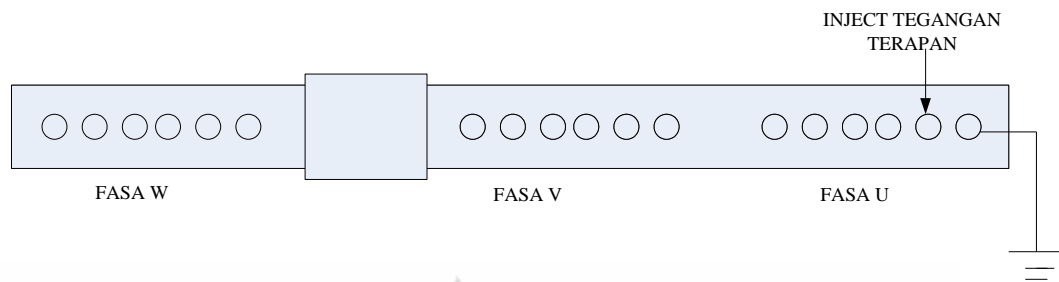 INJECT TEGANGAN
TERAPAN
FASA W
FASA V
FASA U